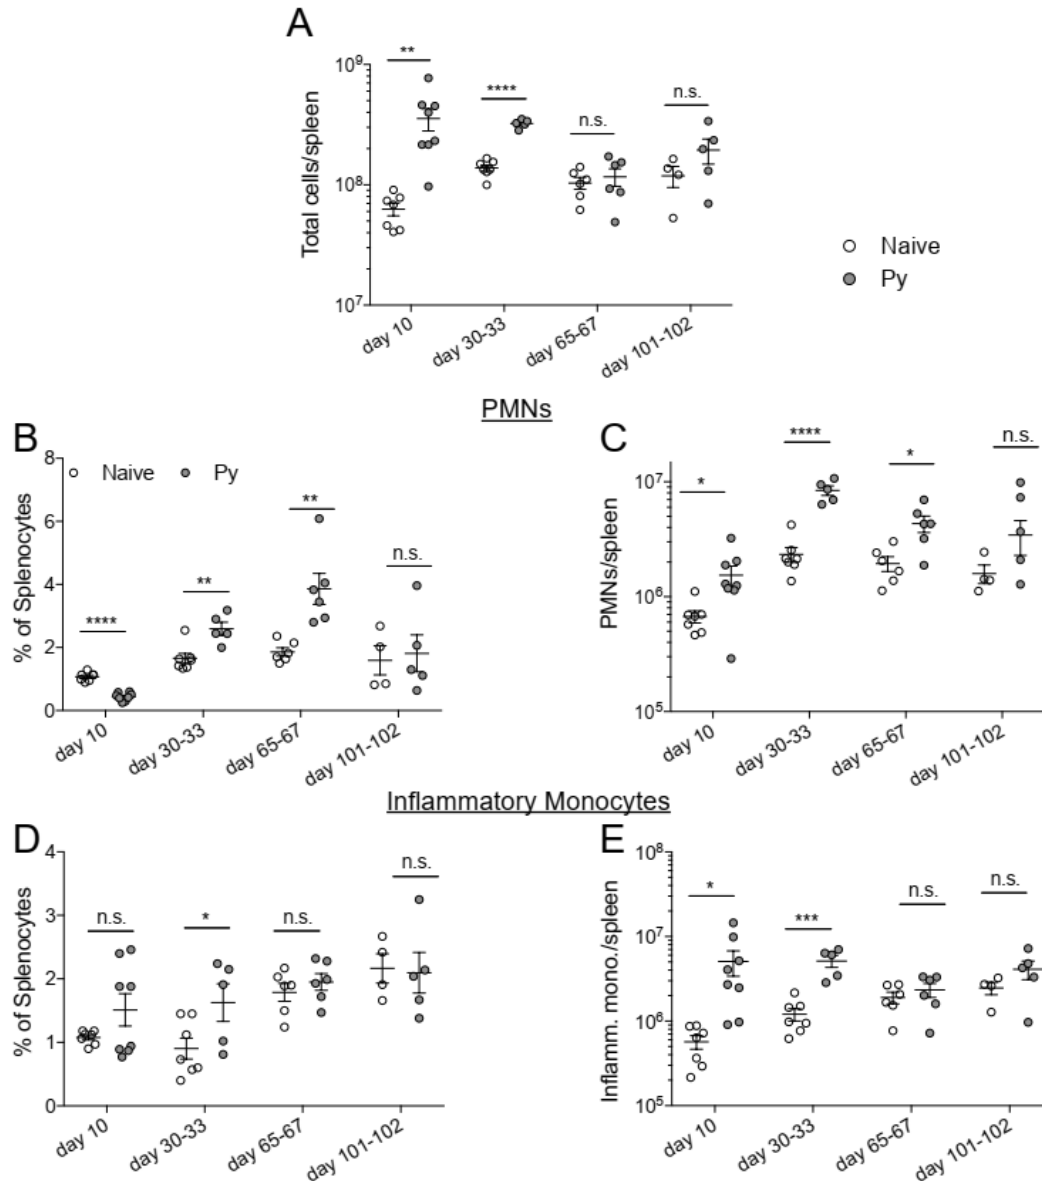 A
Total cells/spleen
10⁹
10⁸
10⁷
** **** n.s. n.s.
day 10 day 30-33 day 65-67 day 101-102
Naive
Py
PMNs
B
Naive Py
% of Splenocytes
8
6
4
2
0
**** ** ** n.s.
day 10 day 30-33 day 65-67 day 101-102
C
PMNs/spleen
10⁷
10⁶
10⁵
* **** * n.s.
day 10 day 30-33 day 65-67 day 101-102
Inflammatory Monocytes
D
% of Splenocytes
4
3
2
1
0
n.s. * n.s. n.s.
day 10 day 30-33 day 65-67 day 101-102
E
Inflamm. mono./spleen
10⁸
10⁷
10⁶
10⁵
* *** n.s. n.s.
day 10 day 30-33 day 65-67 day 101-102